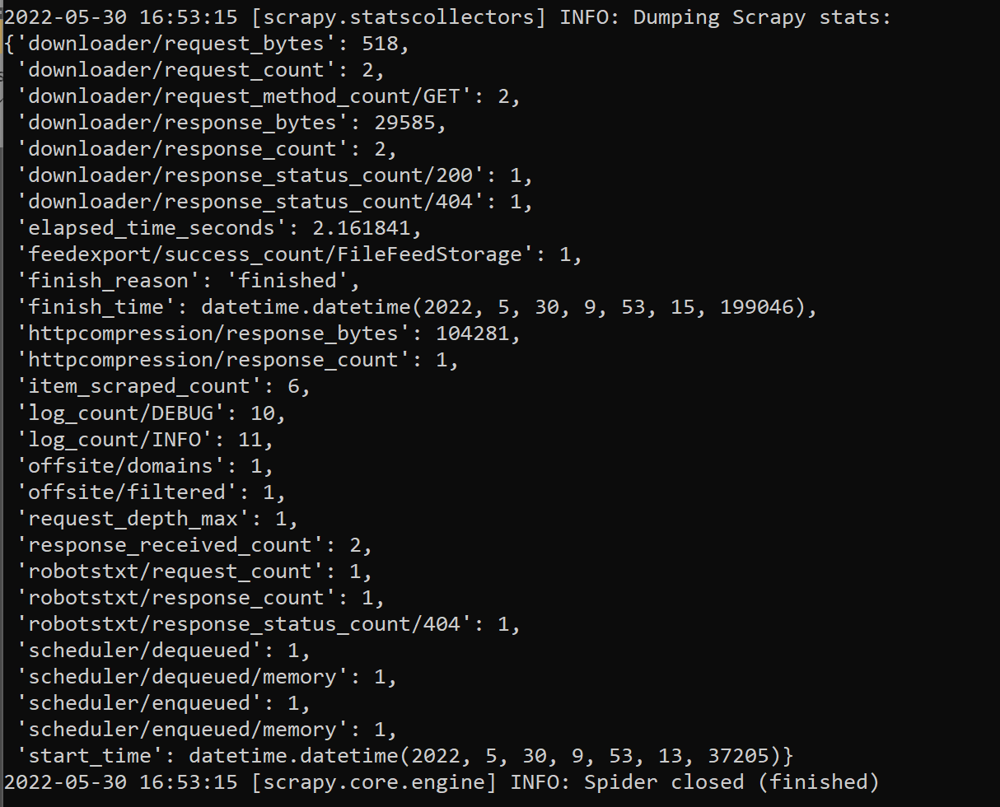 2022-05-30 16:53:15 [scrapy.statscollectors] INFO: Dumping Scrapy stats:
{'downloader/request_bytes': 518,
 'downloader/request_count': 2,
 'downloader/request_method_count/GET': 2,
 'downloader/response_bytes': 29585,
 'downloader/response_count': 2,
 'downloader/response_status_count/200': 1,
 'downloader/response_status_count/404': 1,
 'elapsed_time_seconds': 2.161841,
 'feedexport/success_count/FileFeedStorage': 1,
 'finish_reason': 'finished',
 'finish_time': datetime.datetime(2022, 5, 30, 9, 53, 15, 199046),
 'httpcompression/response_bytes': 104281,
 'httpcompression/response_count': 1,
 'item_scraped_count': 6,
 'log_count/DEBUG': 10,
 'log_count/INFO': 11,
 'offsite/domains': 1,
 'offsite/filtered': 1,
 'request_depth_max': 1,
 'response_received_count': 2,
 'robotstxt/request_count': 1,
 'robotstxt/response_count': 1,
 'robotstxt/response_status_count/404': 1,
 'scheduler/dequeued': 1,
 'scheduler/dequeued/memory': 1,
 'scheduler/enqueued': 1,
 'scheduler/enqueued/memory': 1,
 'start_time': datetime.datetime(2022, 5, 30, 9, 53, 13, 37205)}
2022-05-30 16:53:15 [scrapy.core.engine] INFO: Spider closed (finished)